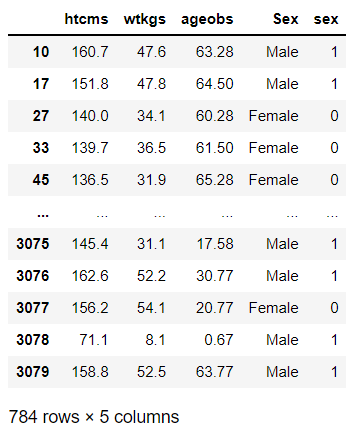 htcms wtkgs ageobs Sex sex
10 160.7 47.6 63.28 Male 1
17 151.8 47.8 64.50 Male 1
27 140.0 34.1 60.28 Female 0
33 139.7 36.5 61.50 Female 0
45 136.5 31.9 65.28 Female 0
... ... ... ... ... ...
3075 145.4 31.1 17.58 Male 1
3076 162.6 52.2 30.77 Male 1
3077 156.2 54.1 20.77 Female 0
3078 71.1 8.1 0.67 Male 1
3079 158.8 52.5 63.77 Male 1
784 rows × 5 columns